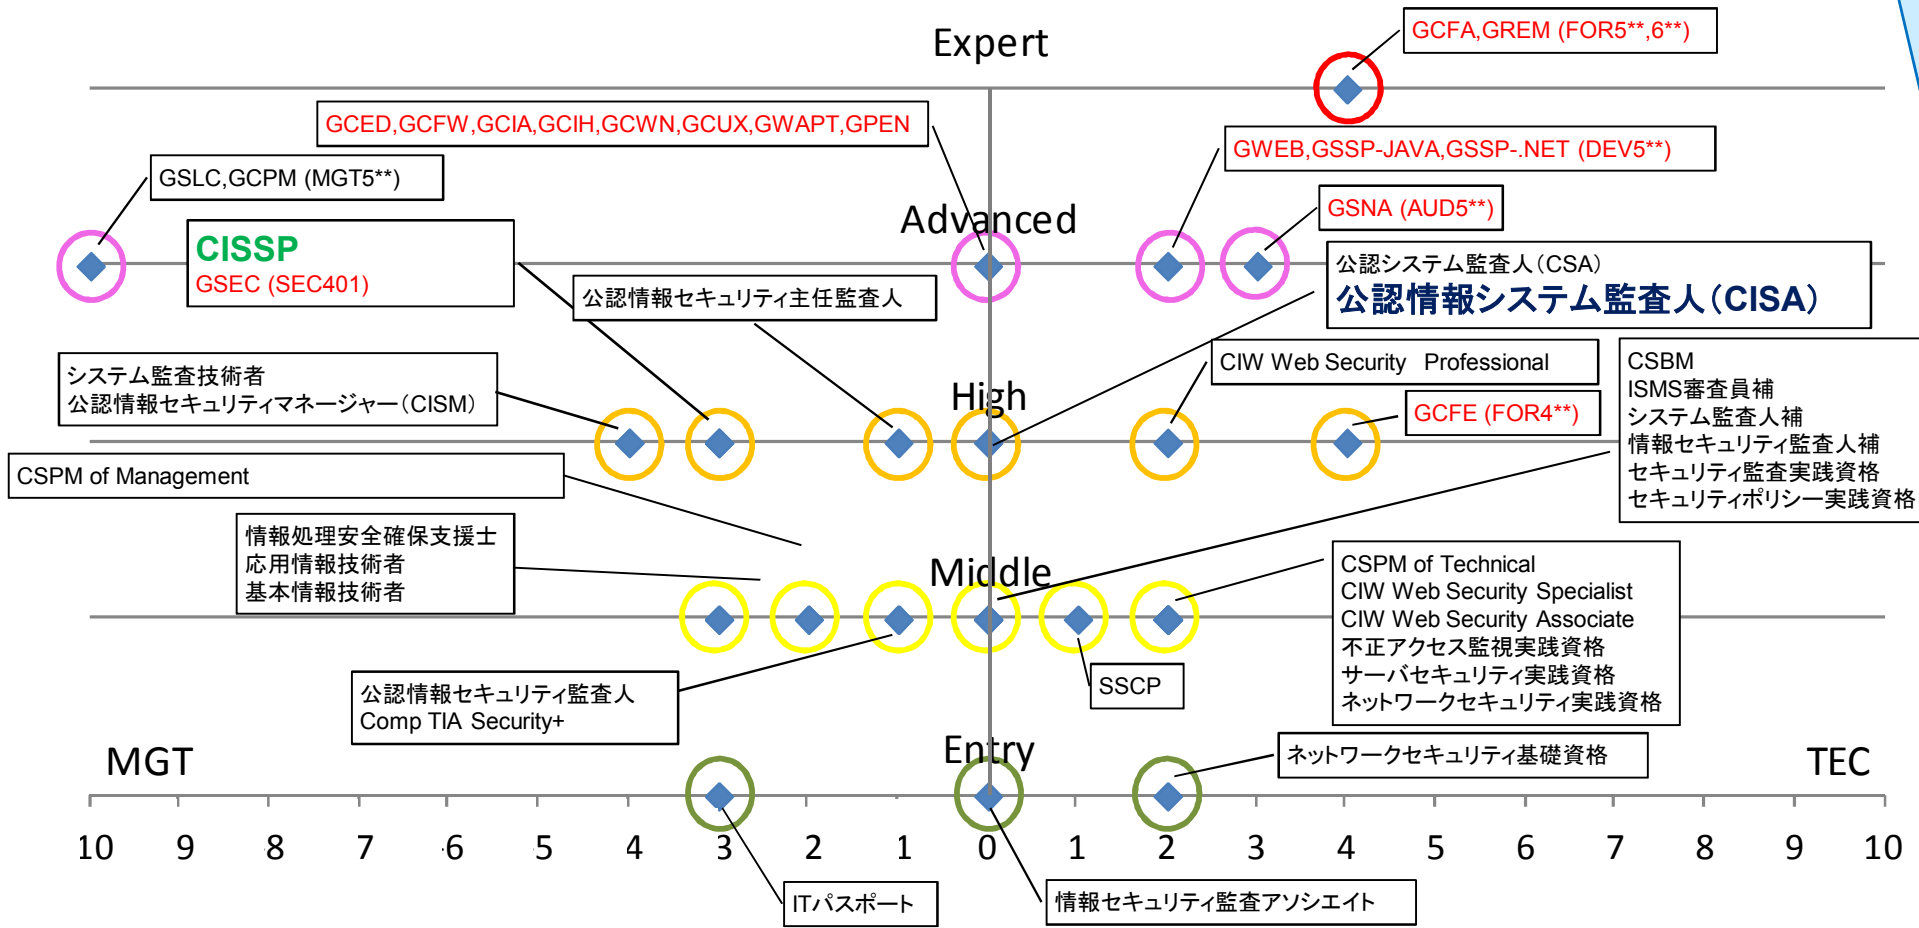 Expert
GCFA,GREM (FOR5**,6**)
GCED,GCFW,GCIA,GCIH,GCWN,GCUX,GWAPT,GPEN
GWEB,GSSP-JAVA,GSSP-.NET (DEV5**)
GSLC,GCPM (MGT5**)
GSNA (AUD5**)
Advanced
CISSP
GSEC (SEC401)
公認情報セキュリティ主任監査人
公認システム監査人（CSA）
公認情報システム監査人（CISA）
システム監査技術者
公認情報セキュリティマネージャー（CISM）
High
CIW Web Security Professional
GCFE (FOR4**)
CSBM
ISMS審査員補
システム監査人補
情報セキュリティ監査人補
セキュリティ監査実践資格
セキュリティポリシー実践資格
CSPM of Management
情報処理安全確保支援士
応用情報技術者
基本情報技術者
Middle
CSPM of Technical
CIW Web Security Specialist
CIW Web Security Associate
不正アクセス監視実践資格
サーバセキュリティ実践資格
ネットワークセキュリティ実践資格
公認情報セキュリティ監査人
Comp TIA Security+
SSCP
MGT
Entry
ネットワークセキュリティ基礎資格
TEC
10 9 8 7 6 5 4 3 2 1 0 1 2 3 4 5 6 7 8 9 10
ITパスポート
情報セキュリティ監査アソシエイト